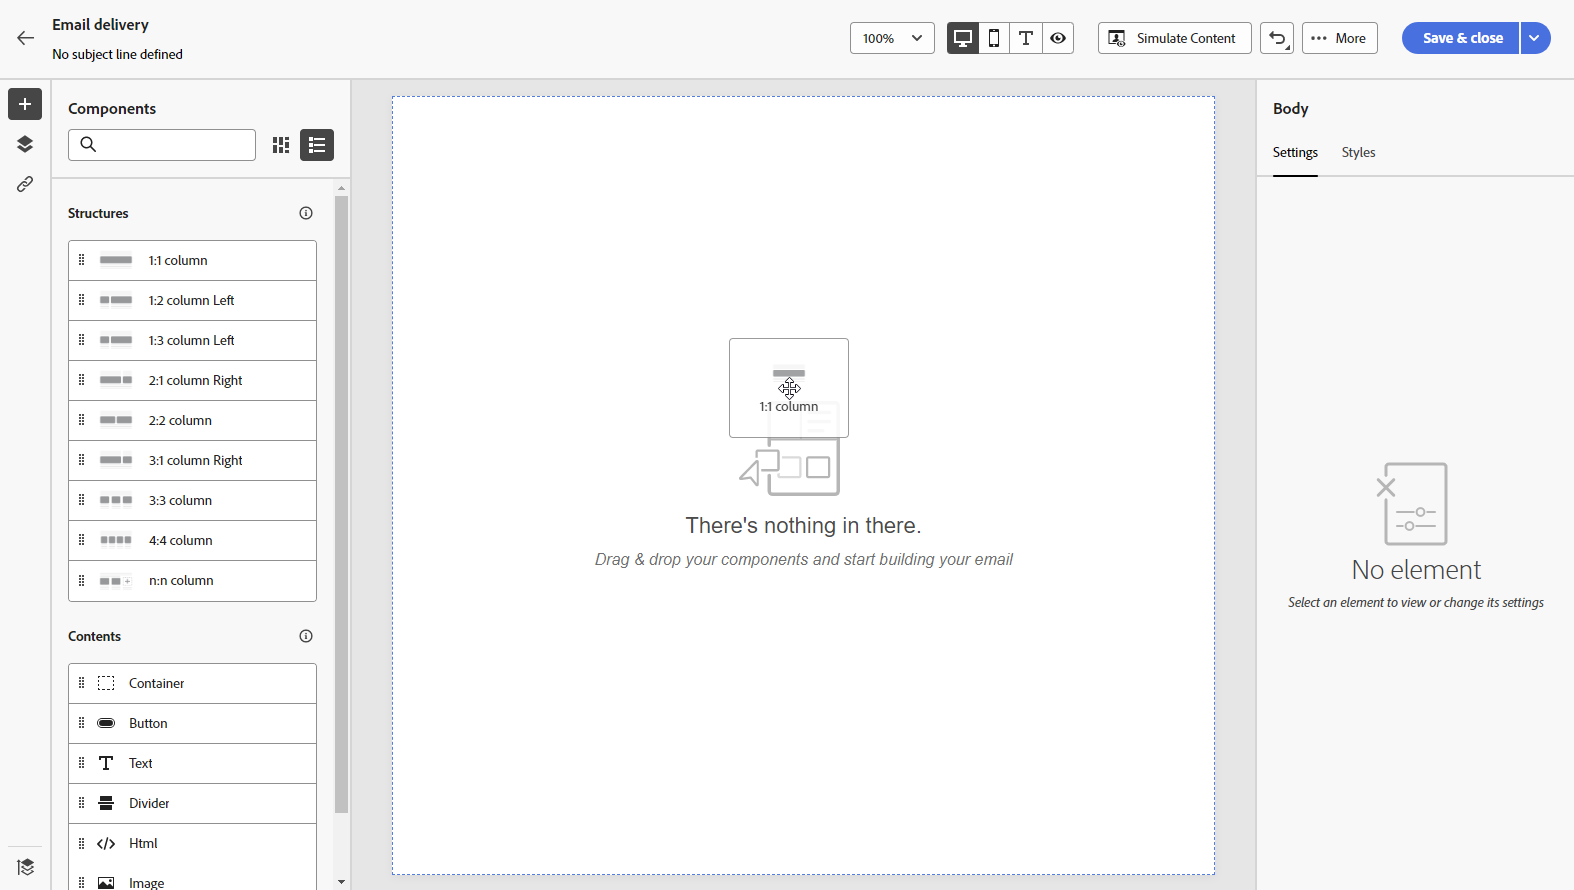 Email delivery
No subject line defined
100%
Simulate Content
More
Save & close
Components
Structures
1:1 column
1:2 column Left
1:3 column Left
2:1 column Right
2:2 column
3:1 column Right
3:3 column
4:4 column
n:n column
Contents
Container
Button
Text
Divider
Html
Image
1:1 column
There's nothing in there.
Drag & drop your components and start building your email
Body
Settings
Styles
No element
Select an element to view or change its settings